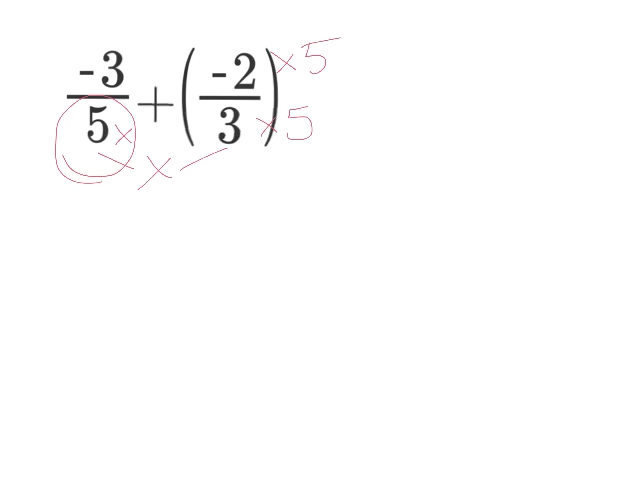 -3/5 + (-2/3) ×5
× ×5
×